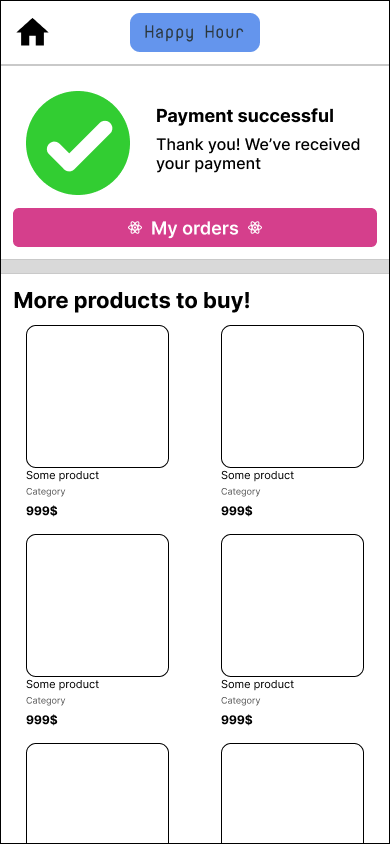 Happy Hour
Payment successful
Thank you! We’ve received
your payment
My orders
More products to buy!
Some product
Category
999$
Some product
Category
999$
Some product
Category
999$
Some product
Category
999$